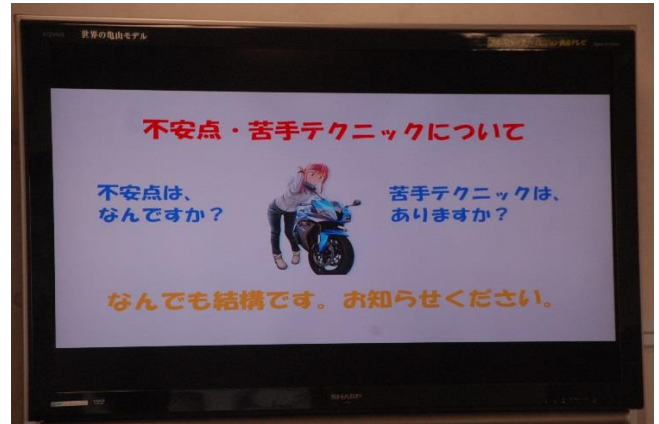 世界の亀山モデル
不安点・苦手テクニックについて
不安点は、
なんですか？
苦手テクニックは、
ありますか？
なんでも結構です。お知らせください。
SHARP